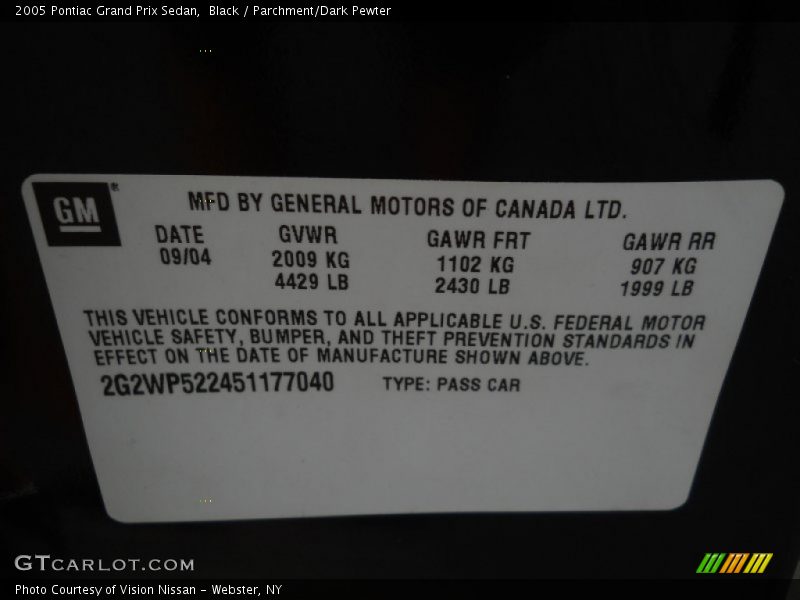 2005 Pontiac Grand Prix Sedan,  Black / Parchment/Dark Pewter
GM®
MFD BY GENERAL MOTORS OF CANADA LTD.
DATE GVWR GAWR FRT GAWR RR
09/04 2009 KG 1102 KG 907 KG
4429 LB 2430 LB 1999 LB
THIS VEHICLE CONFORMS TO ALL APPLICABLE U.S. FEDERAL MOTOR
VEHICLE SAFETY, BUMPER, AND THEFT PREVENTION STANDARDS IN
EFFECT ON THE DATE OF MANUFACTURE SHOWN ABOVE.
2G2WP522451177040 TYPE: PASS CAR
GTCARLOT.COM
Photo Courtesy of Vision Nissan - Webster, NY